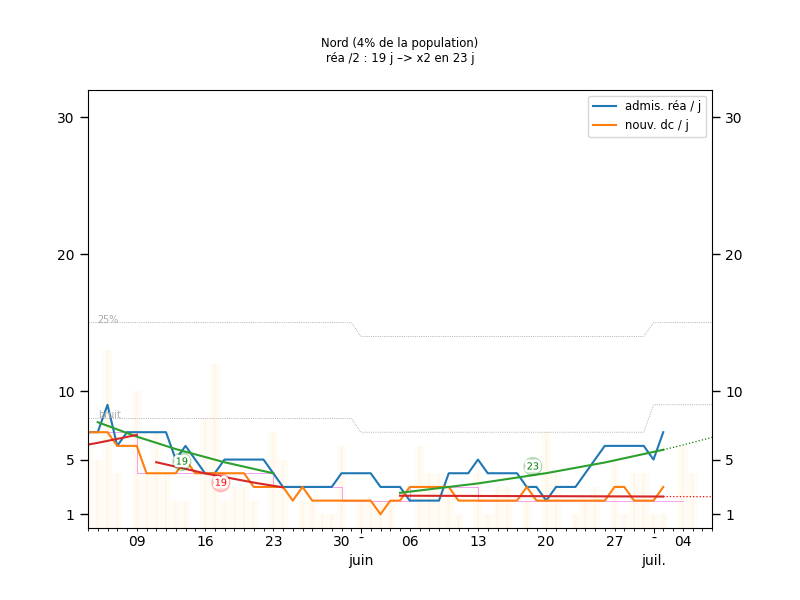 Nord (4% de la population)
réa /2 : 19 j –> x2 en 23 j
admis. réa / j
nouv. dc / j
30 30
20 20
25%
10 10
bruit
5 5
19
23
19
1 1
09 16 23 30 - 06 13 20 27 - 04
juin juil.